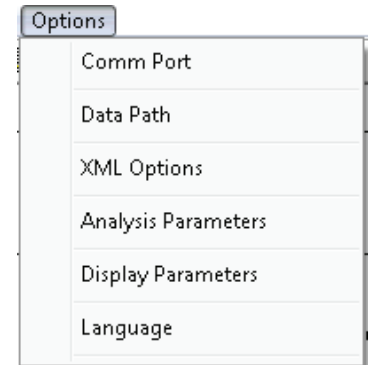 Options
Comm Port
Data Path
XML Options
Analysis Parameters
Display Parameters
Language